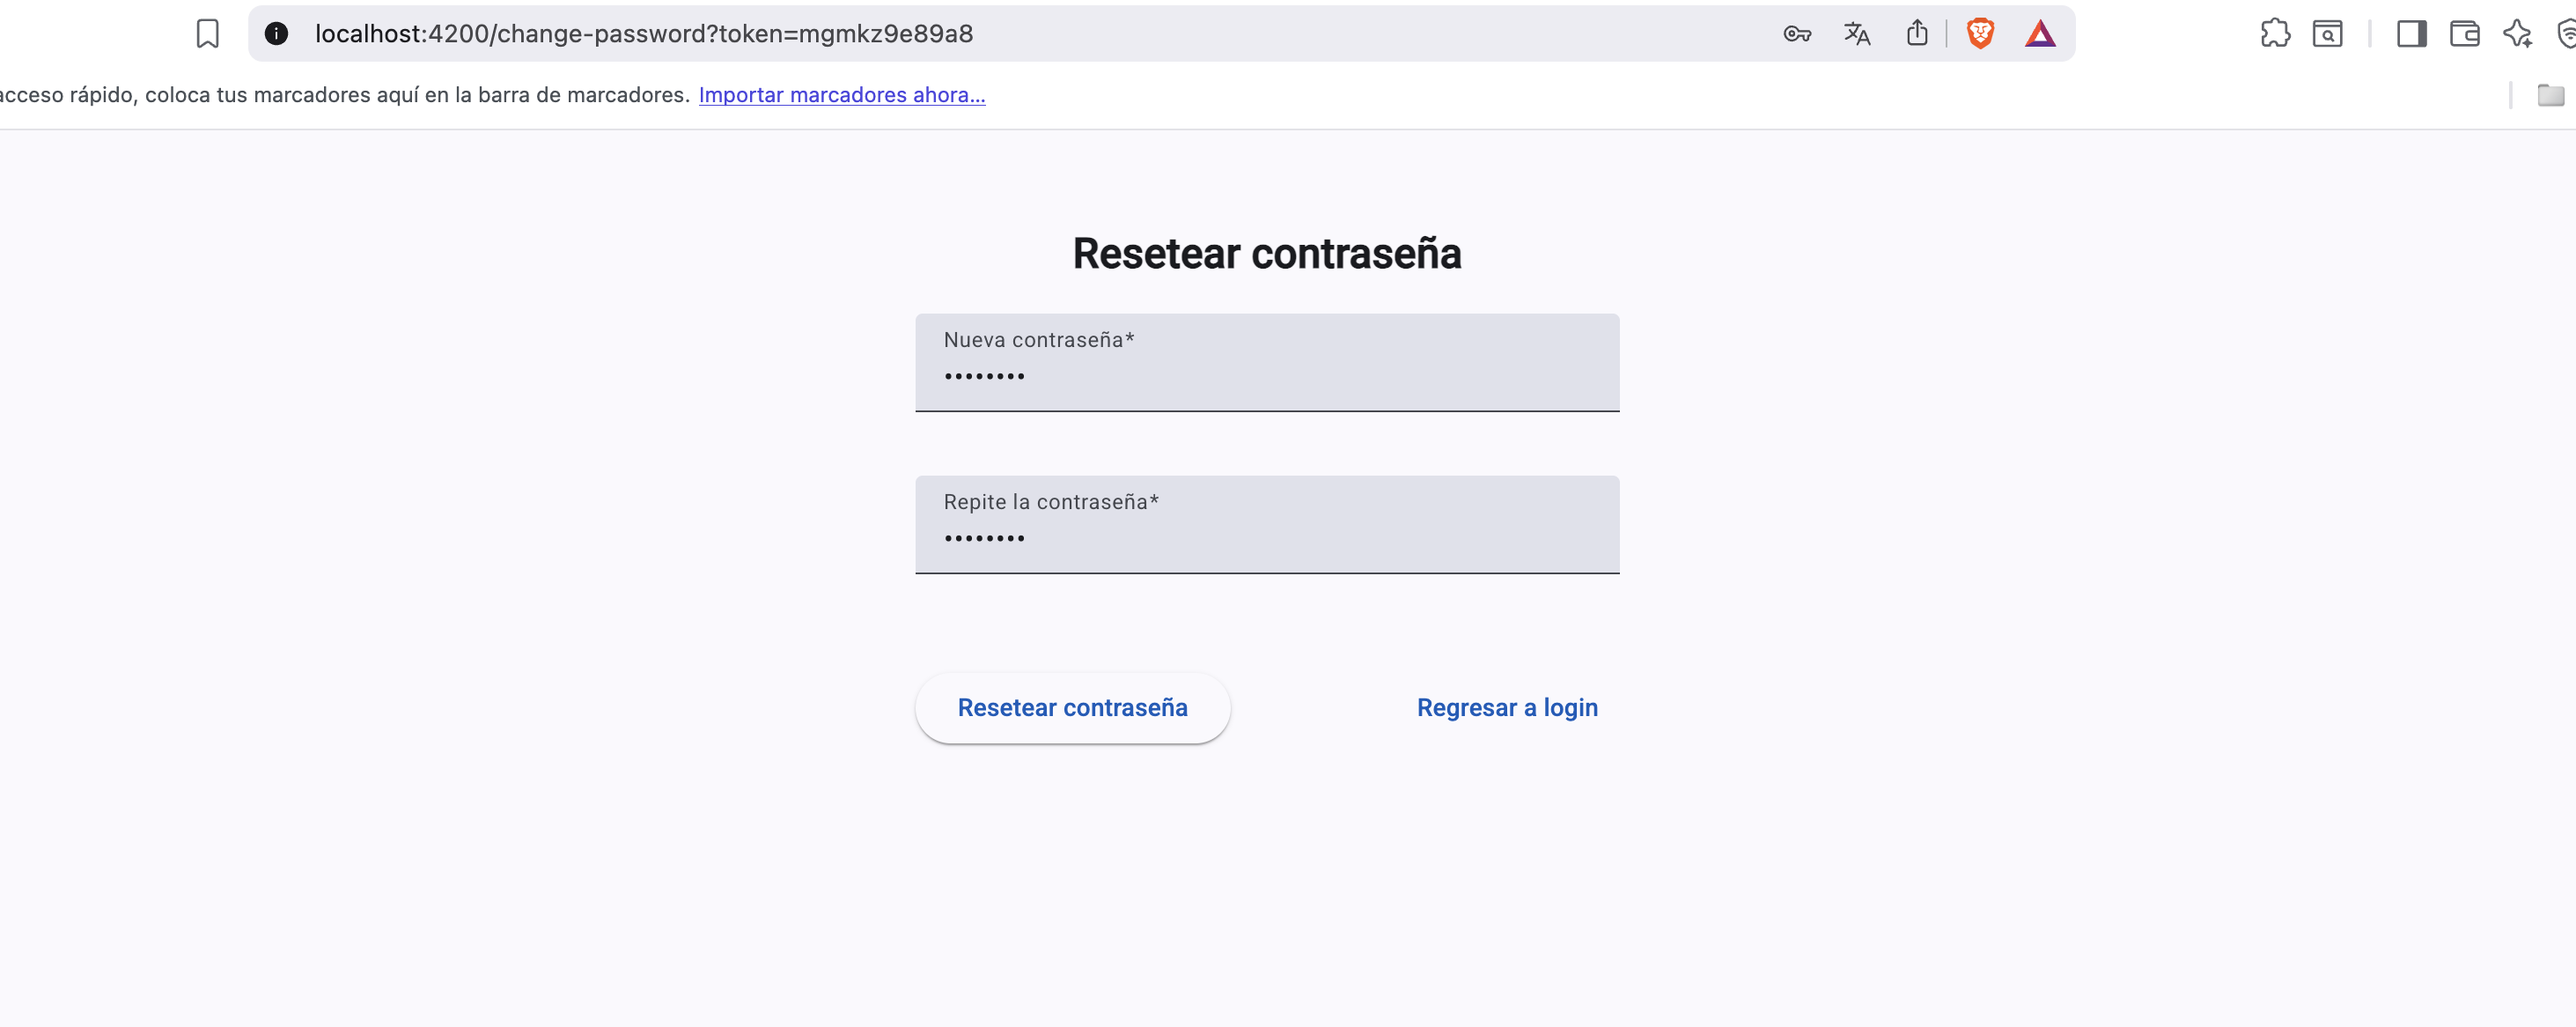 localhost:4200/change-password?token=mgmkz9e89a8
acceso rápido, coloca tus marcadores aquí en la barra de marcadores. Importar marcadores ahora...
Resetear contraseña
Nueva contraseña*
••••••••
Repite la contraseña*
••••••••
Resetear contraseña
Regresar a login